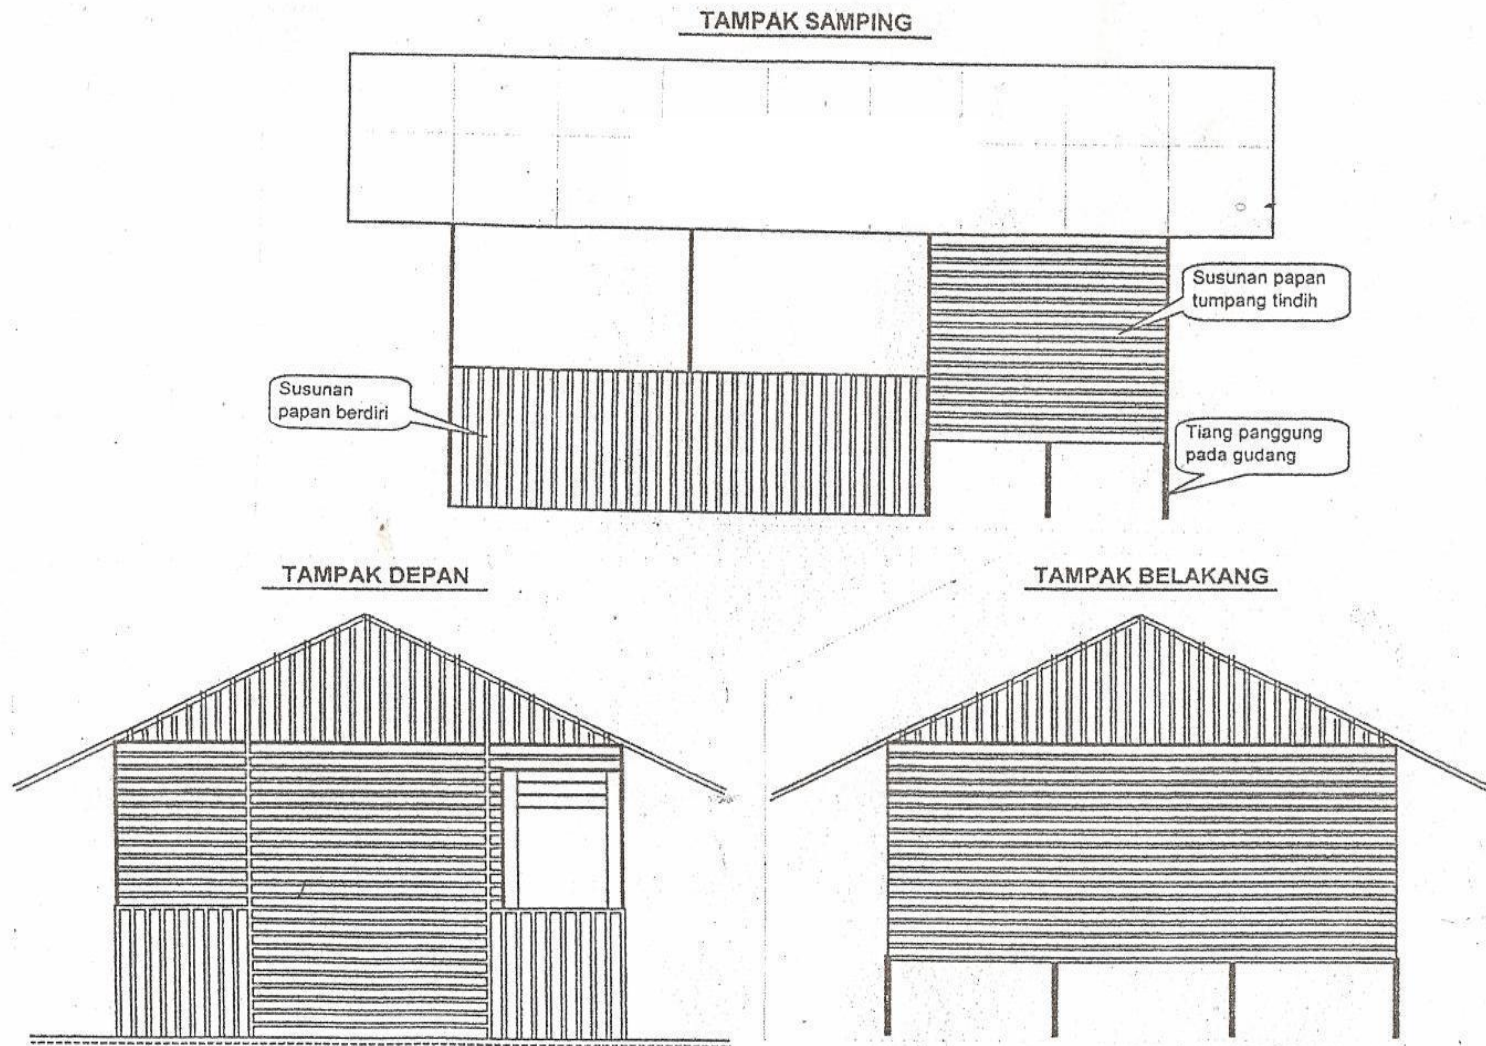 TAMPAK SAMPING
Susunan papan
tumpang tindih
Susunan
papan berdiri
Tiang panggung
pada gudang
TAMPAK DEPAN
TAMPAK BELAKANG